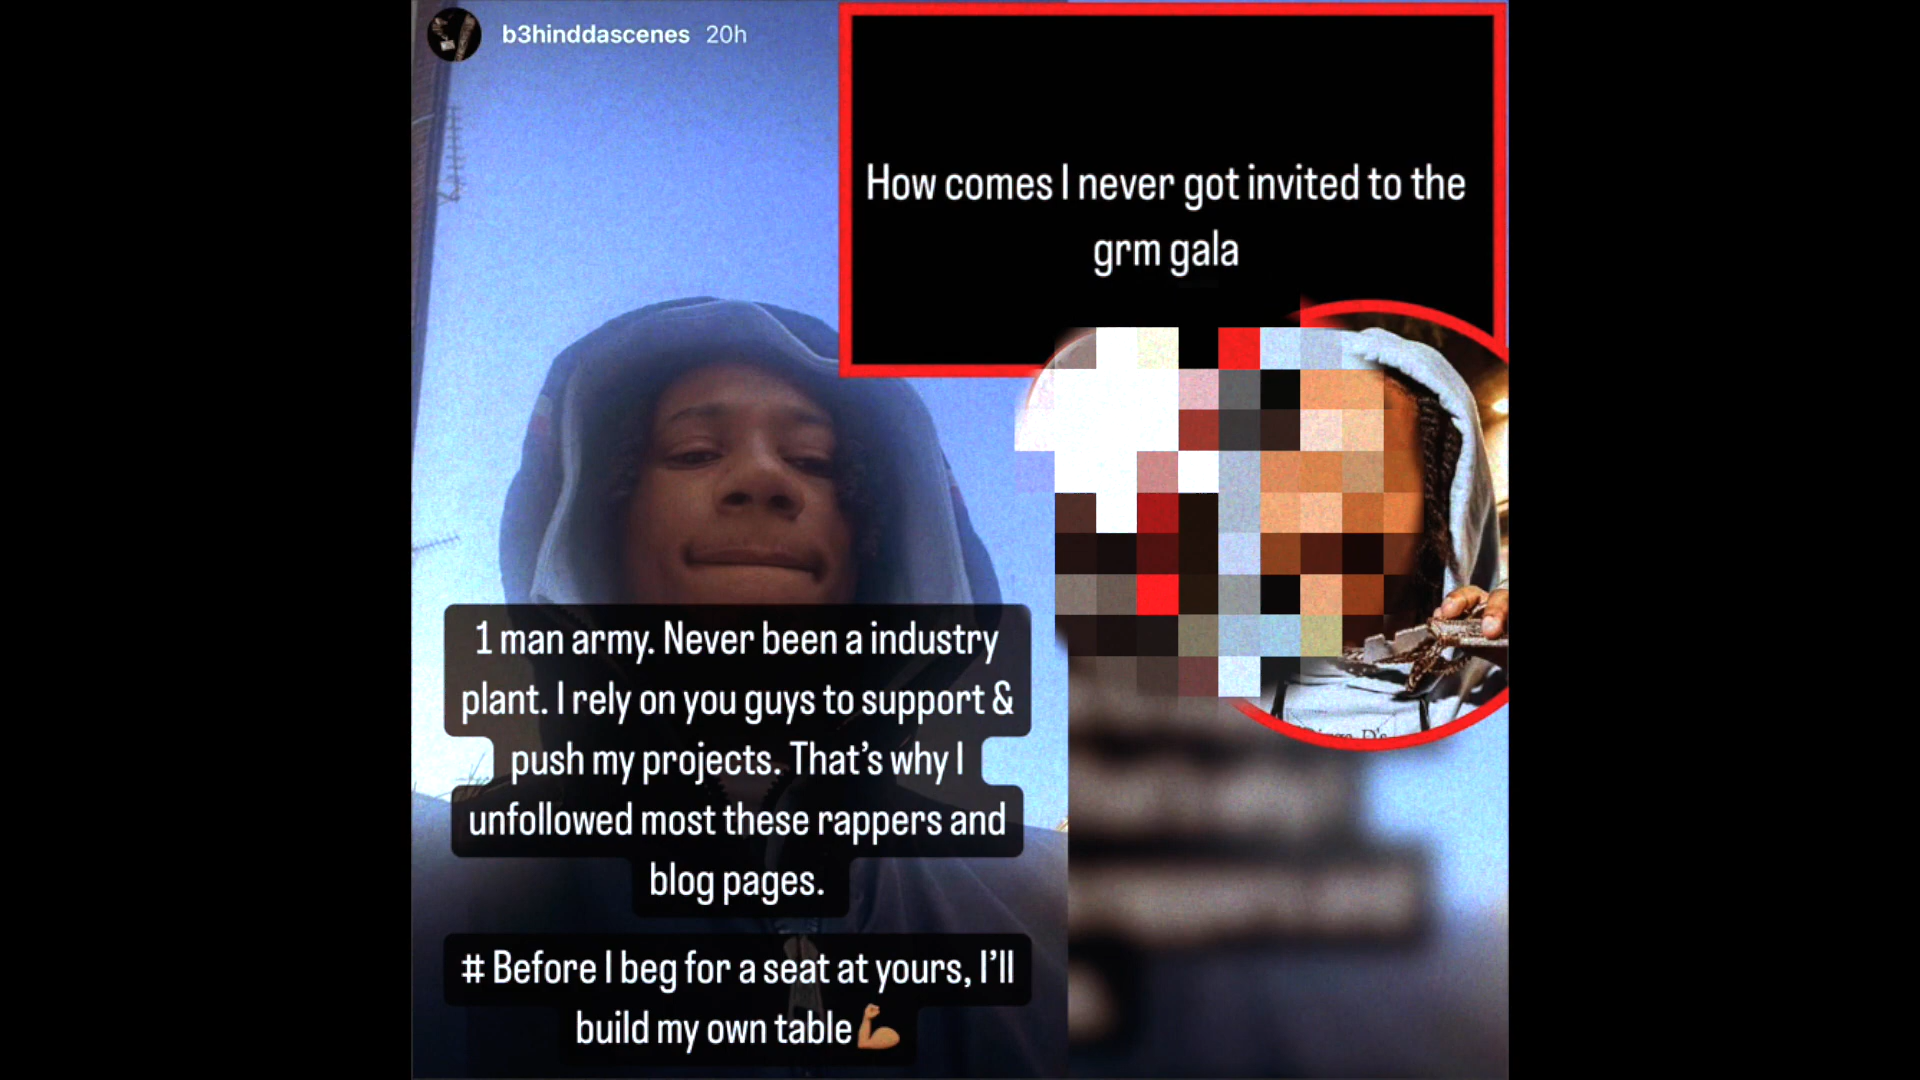 b3hinddascenes 20h
How comes I never got invited to the
grm gala
1 man army. Never been a industry
plant. I rely on you guys to support &
push my projects. That's why I
unfollowed most these rappers and
blog pages.
# Before I beg for a seat at yours, I'll
build my own table💪🏽